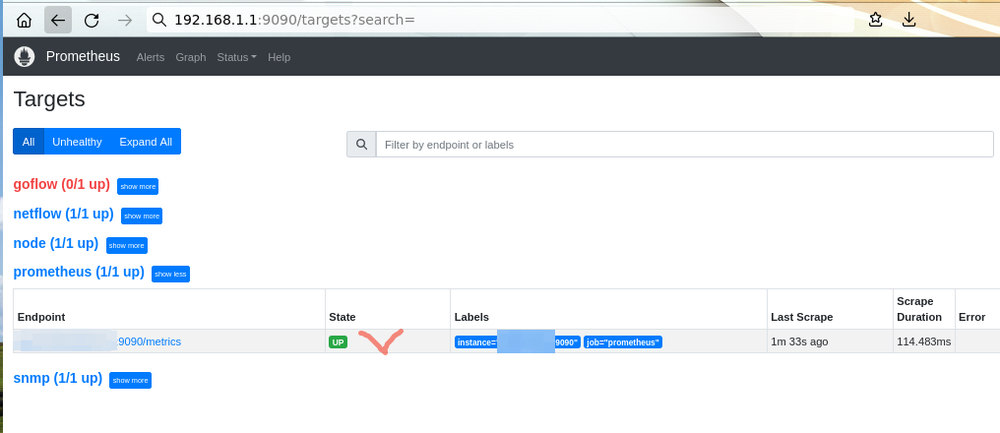 192.168.1.1:9090/targets?search=
Prometheus Alerts Graph Status Help
Targets
All Unhealthy Expand All
Filter by endpoint or labels
goflow (0/1 up) show more
netflow (1/1 up) show more
node (1/1 up) show more
prometheus (1/1 up) show less
Endpoint State Labels Last Scrape Scrape Duration Error
:9090/metrics UP instance=" 9090" job="prometheus" 1m 33s ago 114.483ms
snmp (1/1 up) show more